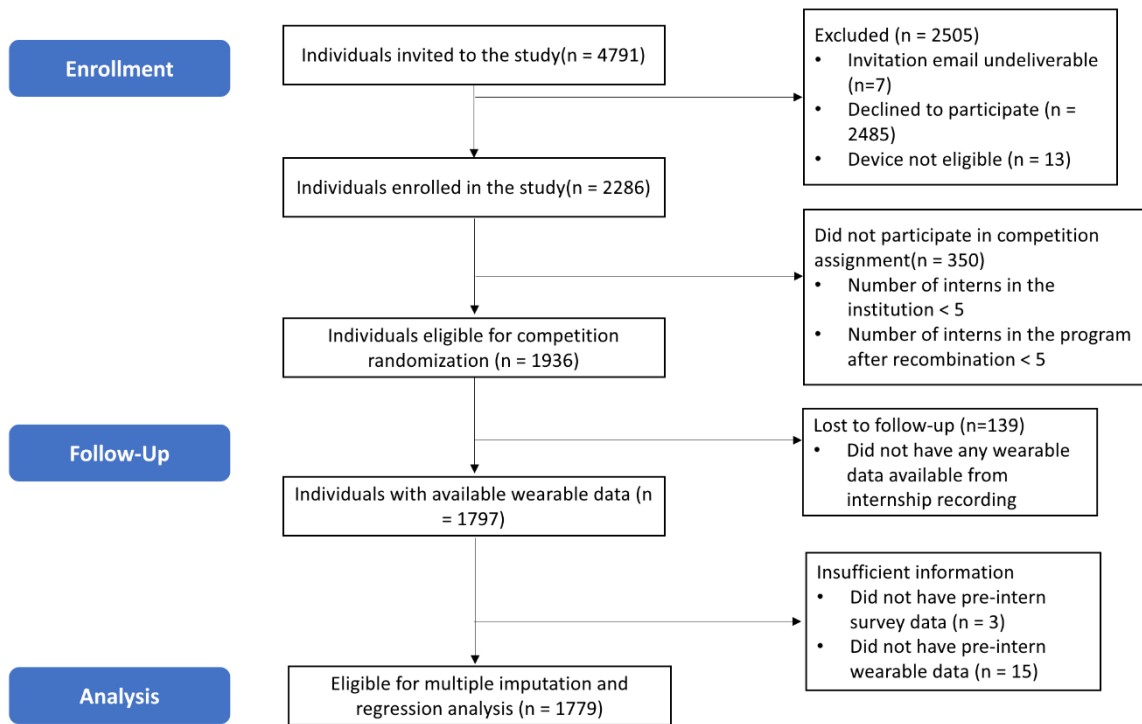 Enrollment
Individuals invited to the study(n = 4791)
Excluded (n = 2505)
• Invitation email undeliverable
(n=7)
• Declined to participate (n =
2485)
• Device not eligible (n = 13)
Individuals enrolled in the study(n = 2286)
Did not participate in competition
assignment(n = 350)
• Number of interns in the
institution < 5
• Number of interns in the program
after recombination < 5
Individuals eligible for competition
randomization (n = 1936)
Follow-Up
Lost to follow-up (n=139)
• Did not have any wearable
data available from
internship recording
Individuals with available wearable data (n
= 1797)
Insufficient information
• Did not have pre-intern
survey data (n = 3)
• Did not have pre-intern
wearable data (n = 15)
Analysis
Eligible for multiple imputation and
regression analysis (n = 1779)